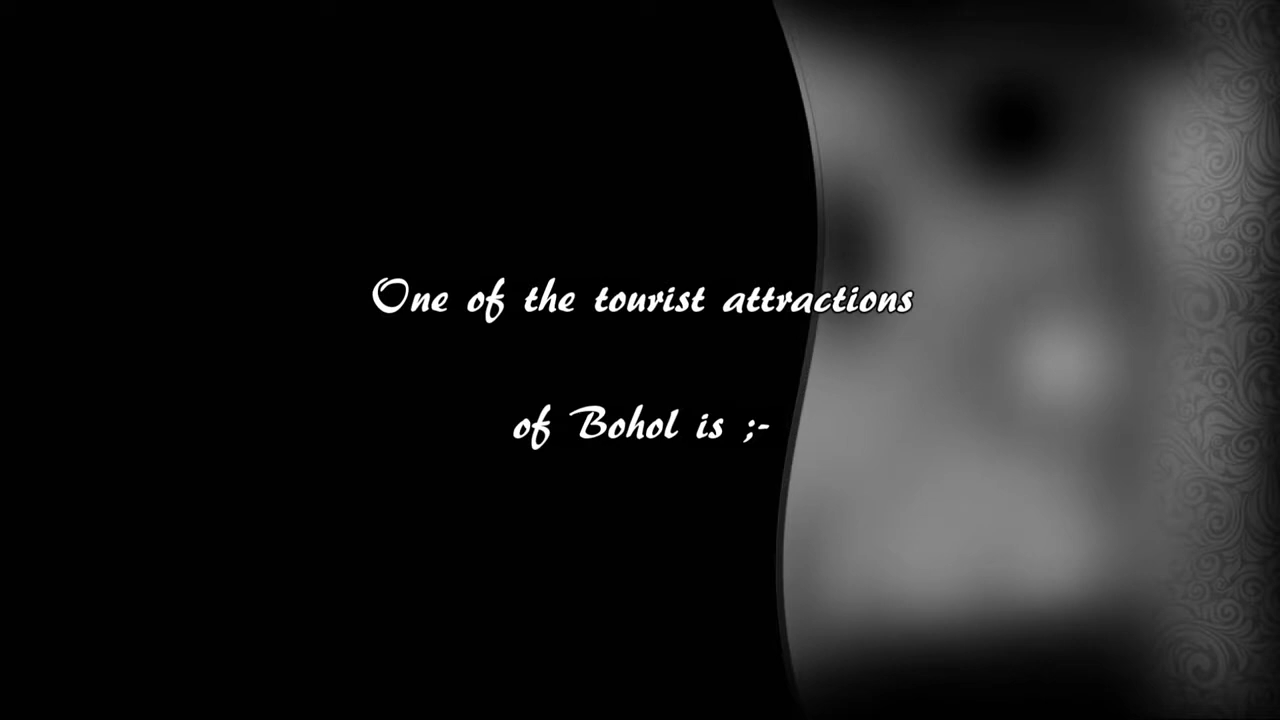 One of the tourist attractions
of Bohol is ;-